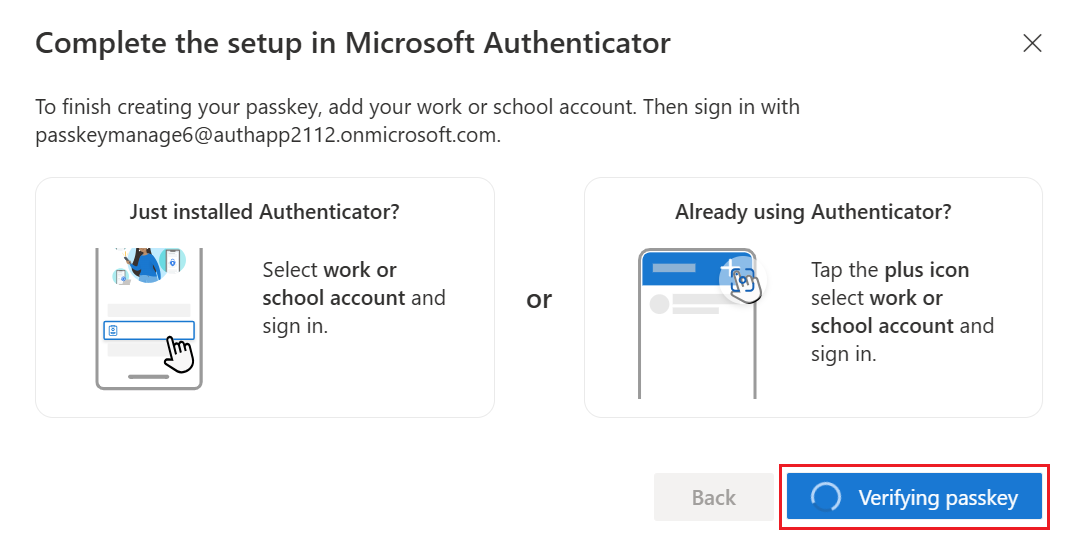 Complete the setup in Microsoft Authenticator
To finish creating your passkey, add your work or school account. Then sign in with
passkeymanage6@authapp2112.onmicrosoft.com.
Just installed Authenticator?
Select work or
school account and
sign in.
or
Already using Authenticator?
Tap the plus icon
select work or
school account and
sign in.
Back
Verifying passkey